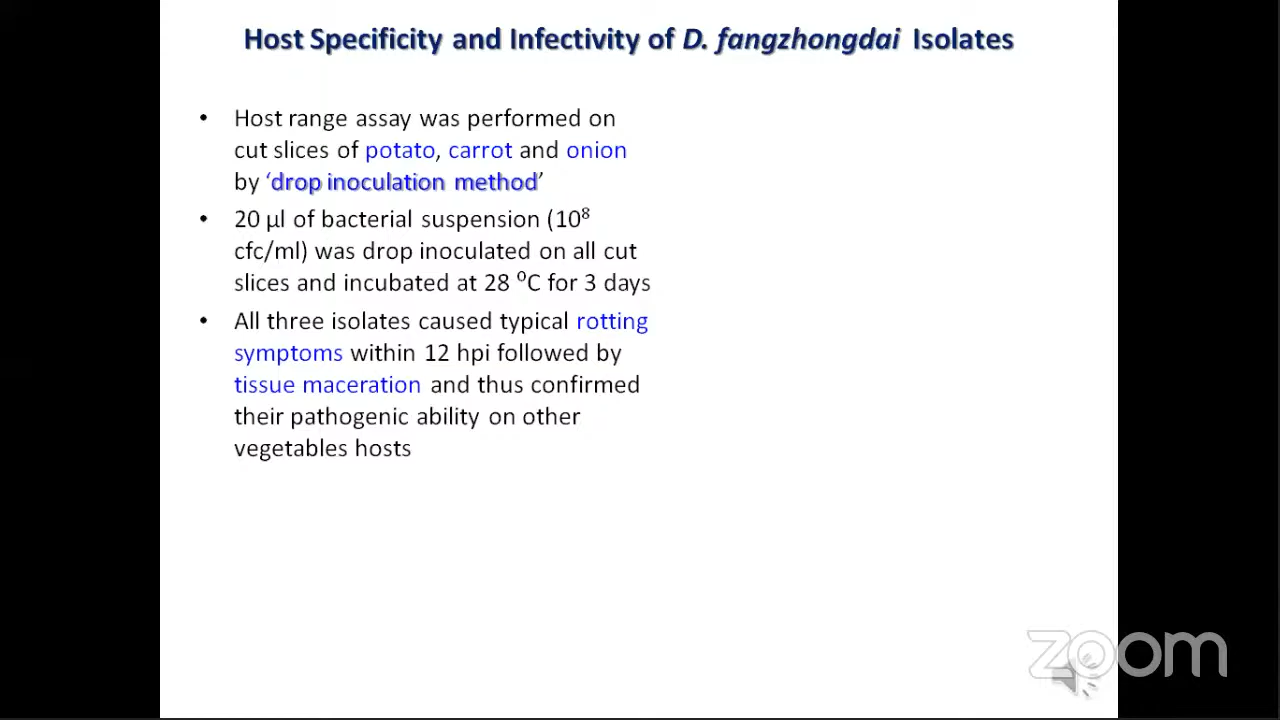 Host Specificity and Infectivity of D. fangzhongdai Isolates
• Host range assay was performed on
cut slices of potato, carrot and onion
by ‘drop inoculation method’
• 20 µl of bacterial suspension (10⁸
cfc/ml) was drop inoculated on all cut
slices and incubated at 28 ⁰C for 3 days
• All three isolates caused typical rotting
symptoms within 12 hpi followed by
tissue maceration and thus confirmed
their pathogenic ability on other
vegetables hosts
zoom